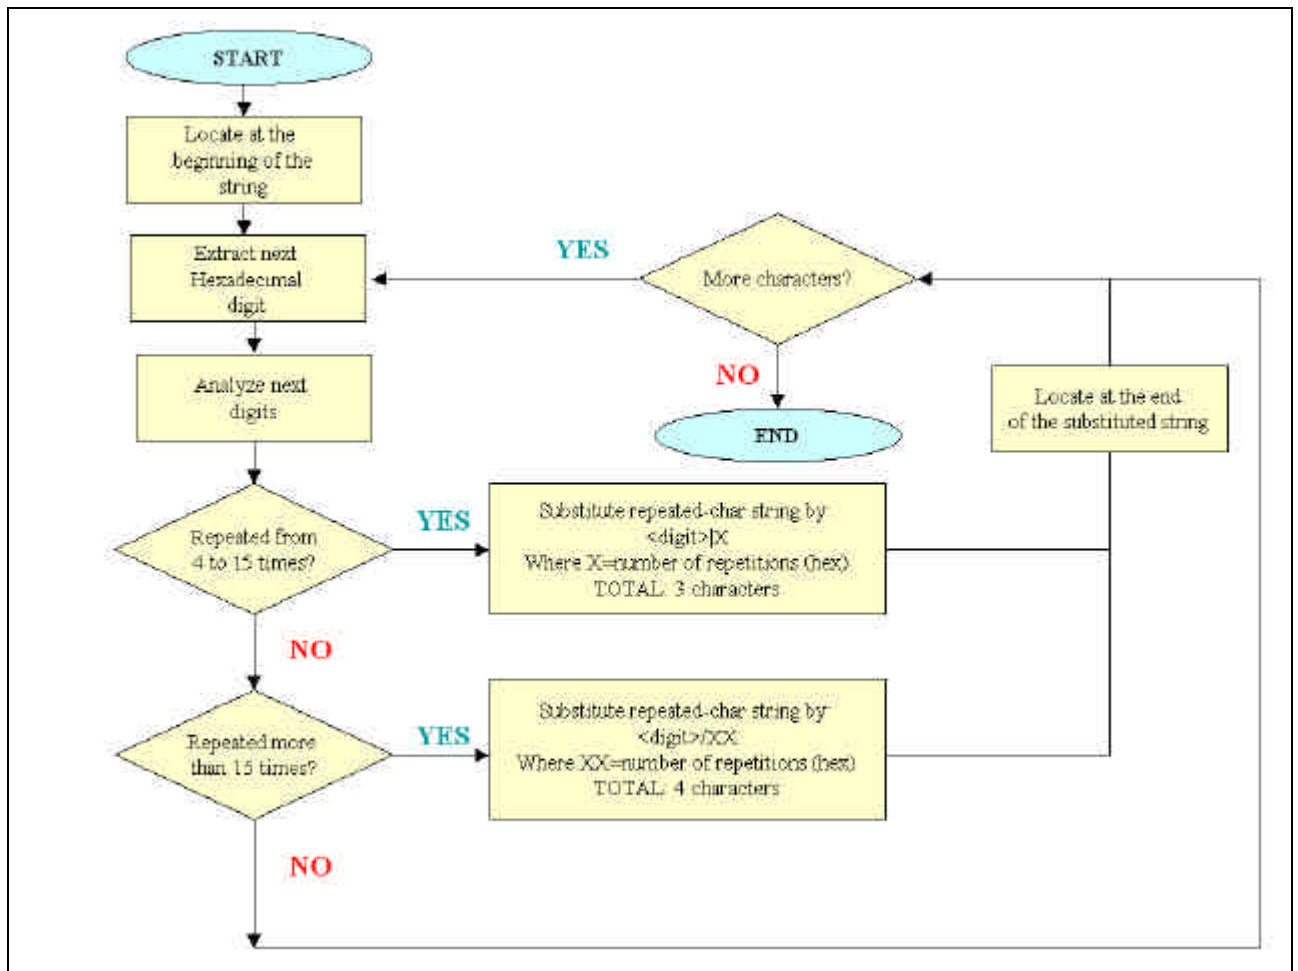 START
Locate at the
beginning of the
string
Extract next
Hexadecimal
digit
YES
More characters?
Analyze next
digits
NO
END
Locate at the end
of the substituted string
Repeated from
4 to 15 times?
YES
Substitute repeated-char string by
<digit>|X
Where X=number of repetitions (hex)
TOTAL: 3 characters
NO
Repeated more
than 15 times?
YES
Substitute repeated-char string by
<digit>/XX
Where XX=number of repetitions (hex)
TOTAL: 4 characters
NO